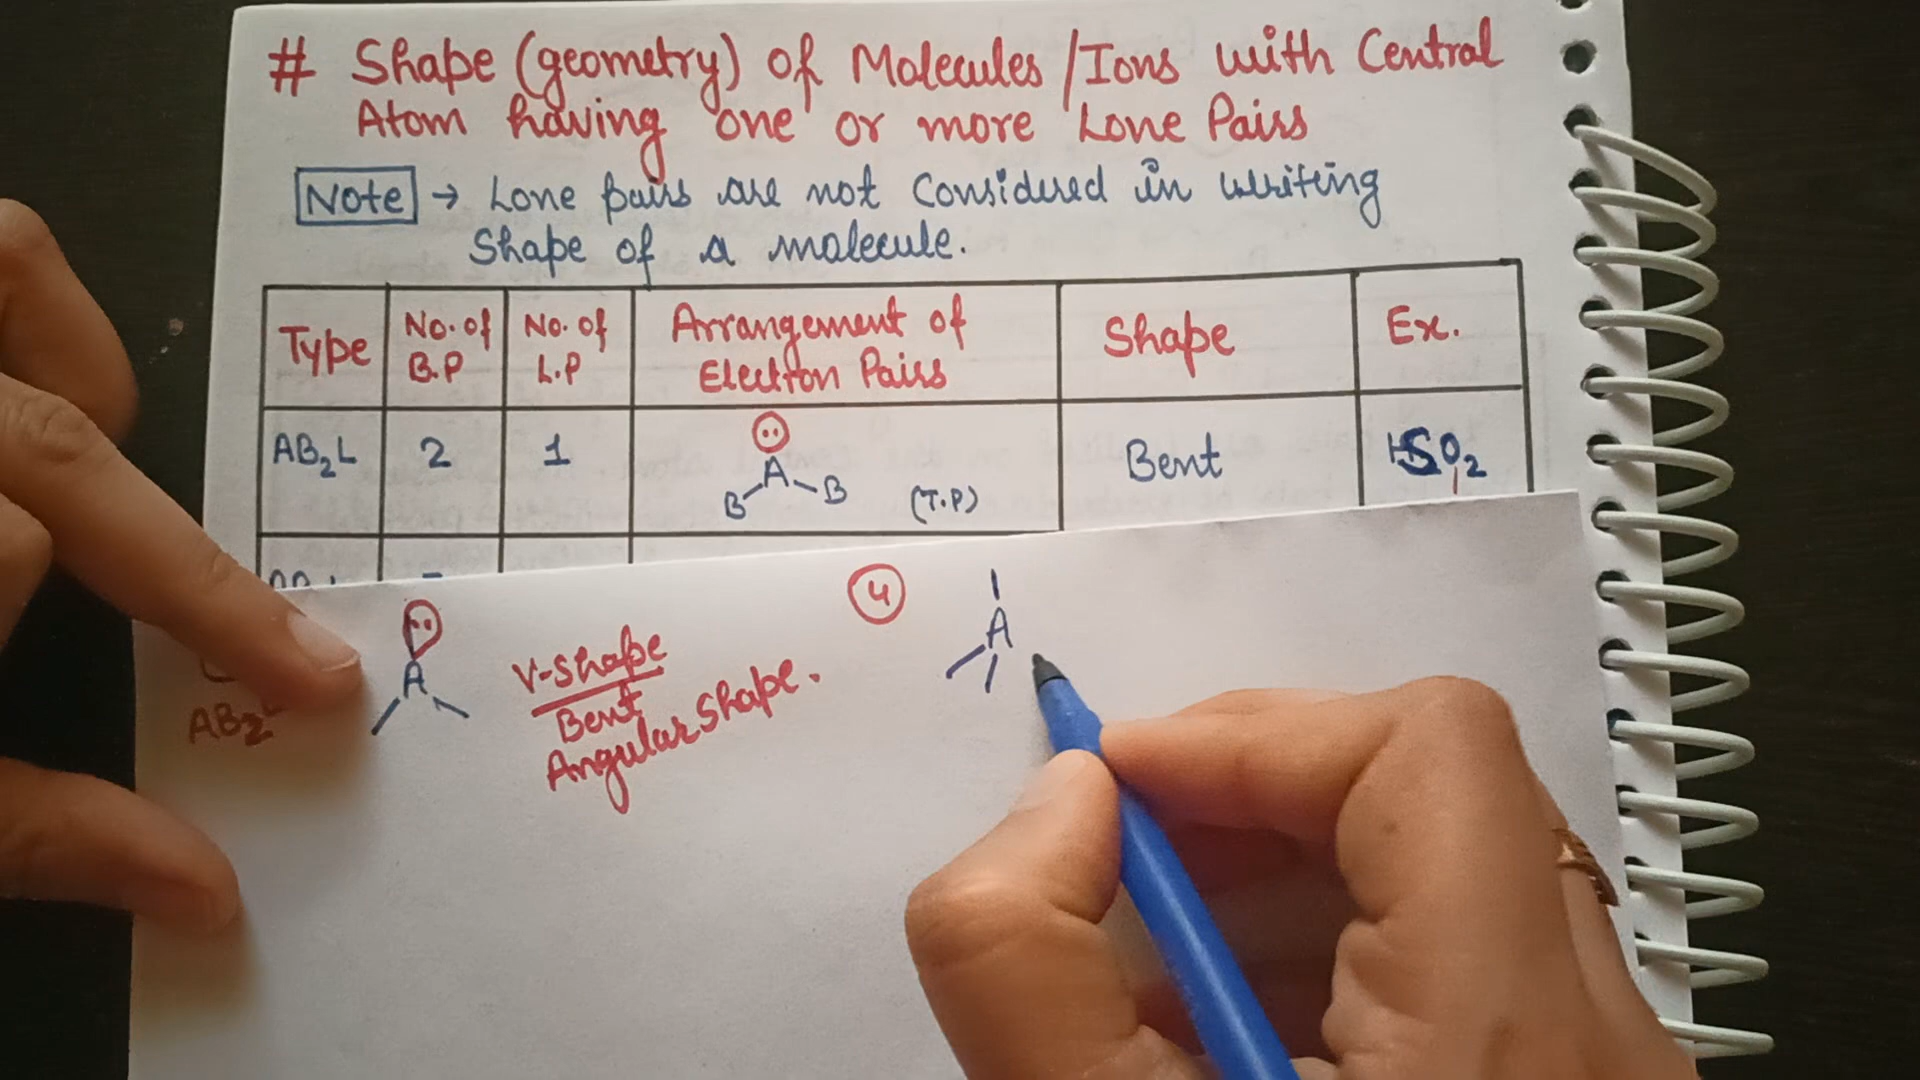 # Shape (geometry) of Molecules/Ions with Central
Atom having one or more Lone Pairs
Note → Lone pairs are not Considered in writing
Shape of a molecule.
Type
No. of B.P
No. of L.P
Arrangement of Electron Pairs
Shape
Ex.
AB₂L
2
1
A
B B
(T.P)
Bent
SO₂
A
V-Shape
Bent
Angular Shape.
AB₂
4
A